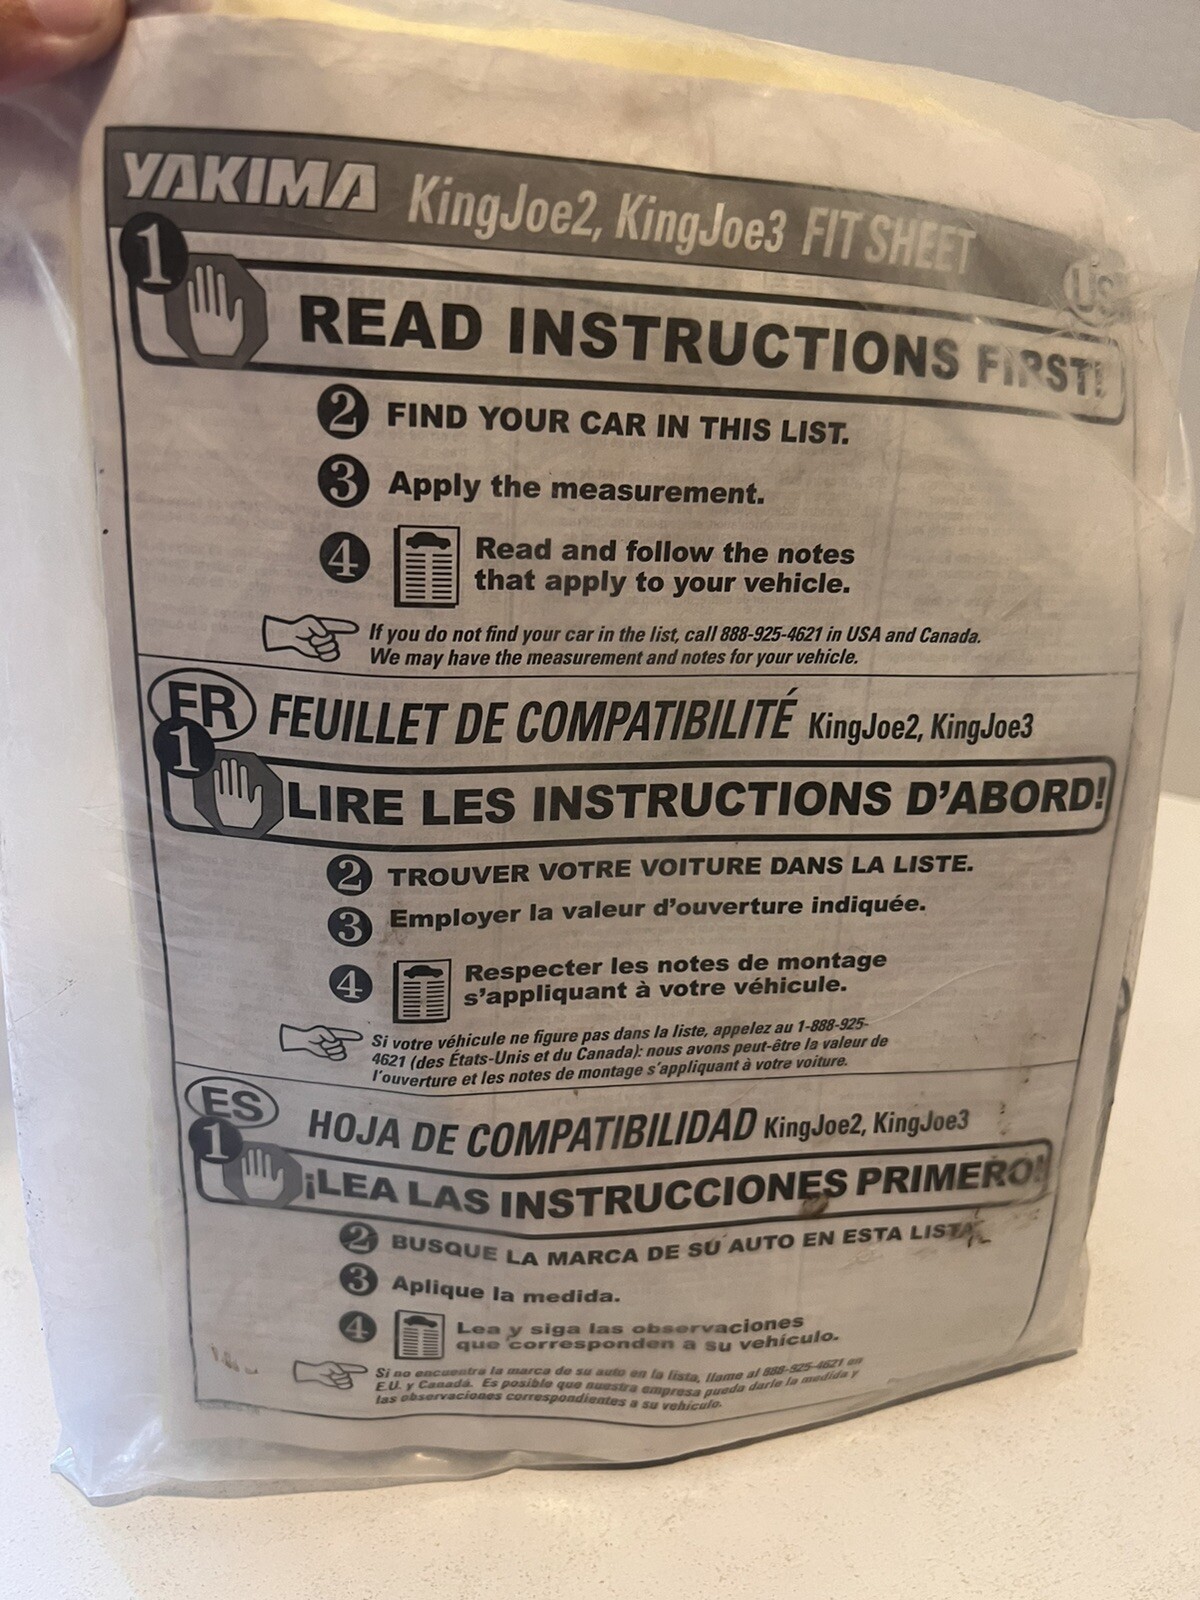 YAKIMA KingJoe2, KingJoe3 FIT SHEET
US
1 READ INSTRUCTIONS FIRST!
2 FIND YOUR CAR IN THIS LIST.
3 Apply the measurement.
4 Read and follow the notes
that apply to your vehicle.
If you do not find your car in the list, call 888-925-4621 in USA and Canada.
We may have the measurement and notes for your vehicle.
FR FEUILLET DE COMPATIBILITÉ KingJoe2, KingJoe3
1 LIRE LES INSTRUCTIONS D'ABORD!
2 TROUVER VOTRE VOITURE DANS LA LISTE.
3 Employer la valeur d'ouverture indiquée.
4 Respecter les notes de montage
s'appliquant à votre véhicule.
Si votre véhicule ne figure pas dans la liste, appelez au 1-888-925-
4621 (des États-Unis et du Canada): nous avons peut-être la valeur de
l'ouverture et les notes de montage s'appliquant à votre voiture.
ES HOJA DE COMPATIBILIDAD KingJoe2, KingJoe3
1 ¡LEA LAS INSTRUCCIONES PRIMERO!
2 BUSQUE LA MARCA DE SU AUTO EN ESTA LISTA.
3 Aplique la medida.
4 Lea y siga las observaciones
que corresponden a su vehículo.
Si no encuentra la marca de su auto en la lista, llame al 888-925-4621 en
E.U. y Canadá. Es posible que nuestra empresa pueda darle la medida y
las observaciones correspondientes a su vehículo.